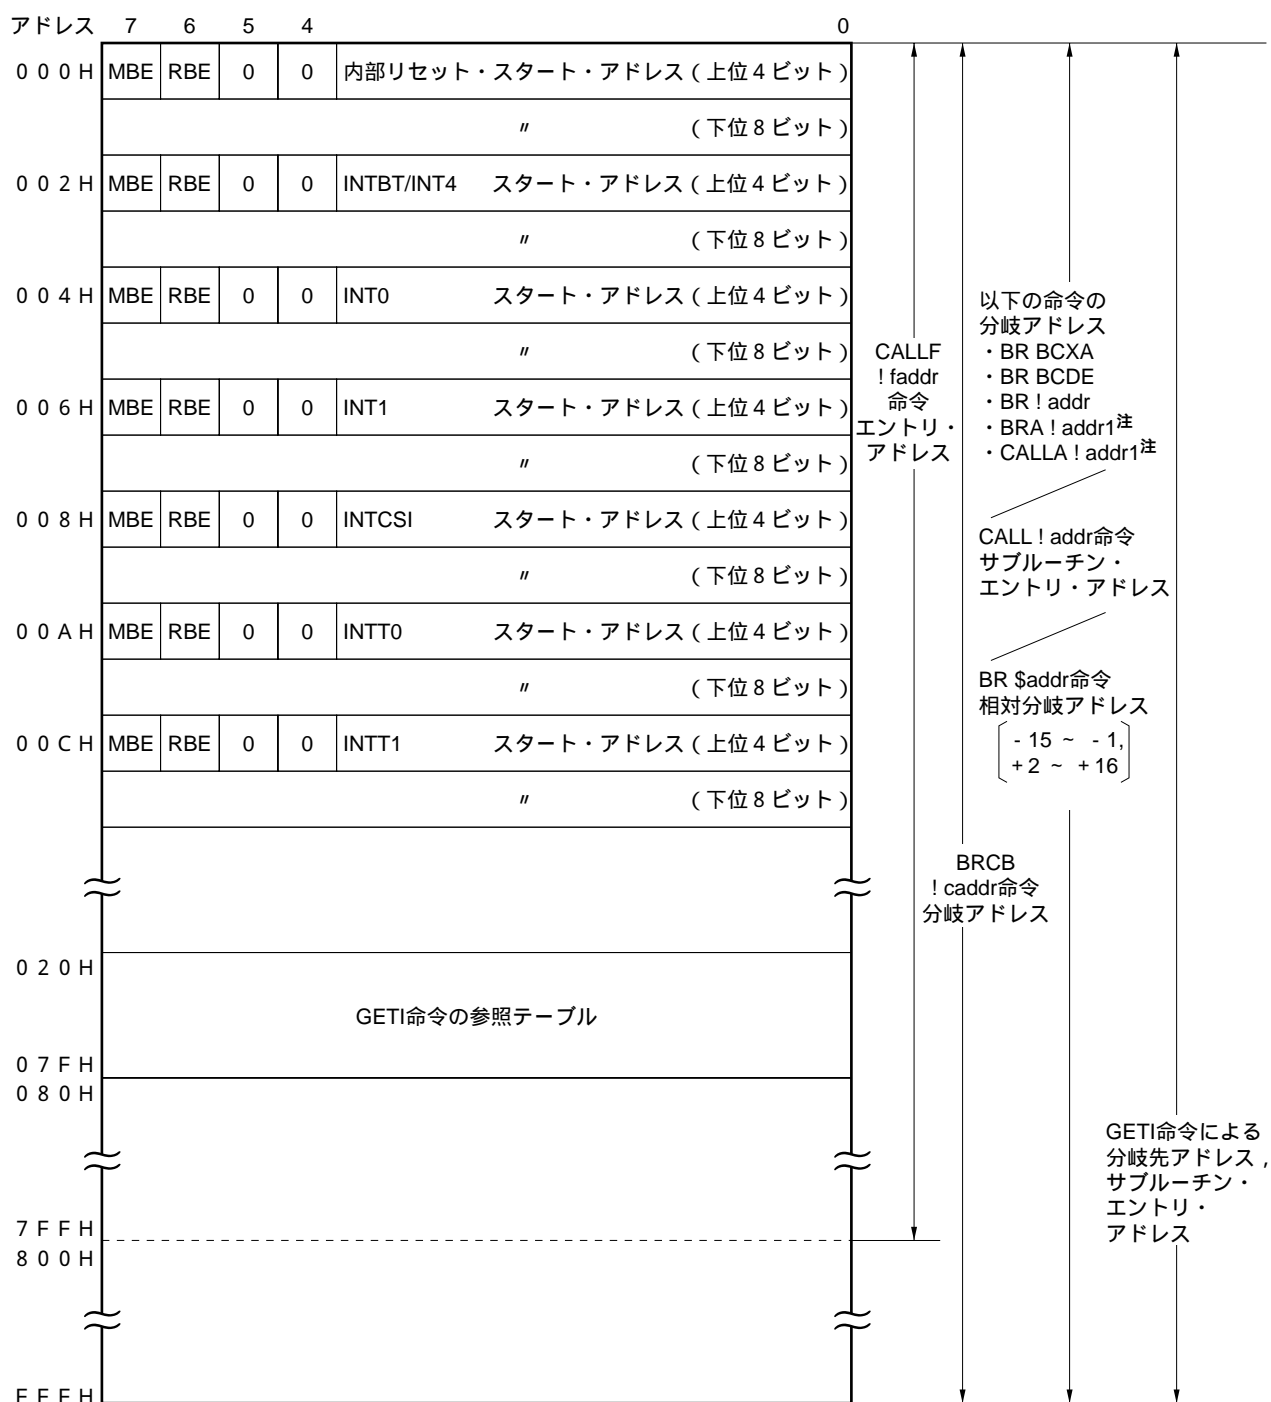 アドレス 7 6 5 4 0
000H MBE RBE 0 0 内部リセット・スタート・アドレス(上位4ビット)
〃 (下位8ビット)
002H MBE RBE 0 0 INTBT/INT4 スタート・アドレス(上位4ビット)
〃 (下位8ビット)
004H MBE RBE 0 0 INT0 スタート・アドレス(上位4ビット)
〃 (下位8ビット)
006H MBE RBE 0 0 INT1 スタート・アドレス(上位4ビット)
〃 (下位8ビット)
008H MBE RBE 0 0 INTCSI スタート・アドレス(上位4ビット)
〃 (下位8ビット)
00AH MBE RBE 0 0 INTT0 スタート・アドレス(上位4ビット)
〃 (下位8ビット)
00CH MBE RBE 0 0 INTT1 スタート・アドレス(上位4ビット)
〃 (下位8ビット)
020H
GETI命令の参照テーブル
07FH
080H
7FFH
800H
FFFH
CALLF
!faddr
命令
エントリ・
アドレス
BRCB
!caddr命令
分岐アドレス
以下の命令の
分岐アドレス
・BR BCXA
・BR BCDE
・BR!addr
・BRA!addr1注
・CALLA!addr1注
CALL!addr命令
サブルーチン・
エントリ・アドレス
BR $addr命令
相対分岐アドレス
-15 ~ -1,
+2 ~ +16
GETI命令による
分岐先アドレス,
サブルーチン・
エントリ・
アドレス